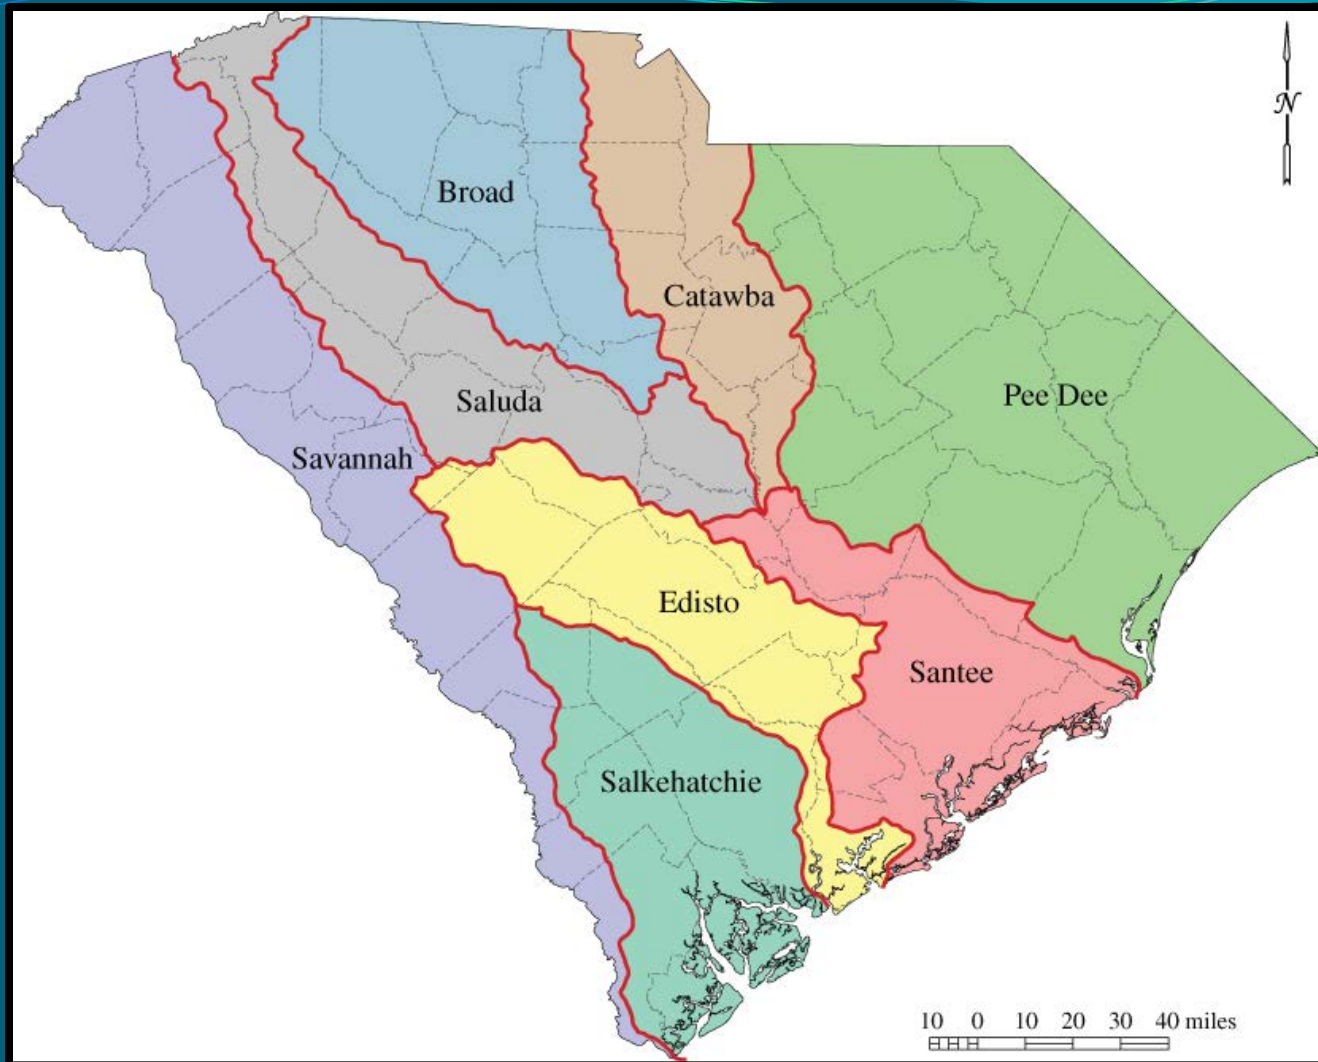 N
Broad
Catawba
Pee Dee
Saluda
Savannah
Edisto
Santee
Salkehatchie
10 0 10 20 30 40 miles